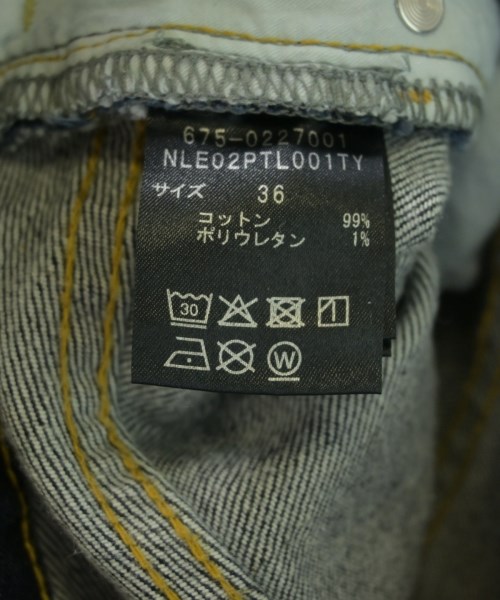 675-0227001
NLE02PTL001TY
サイズ 36
コットン 99%
ポリウレタン 1%
30
W